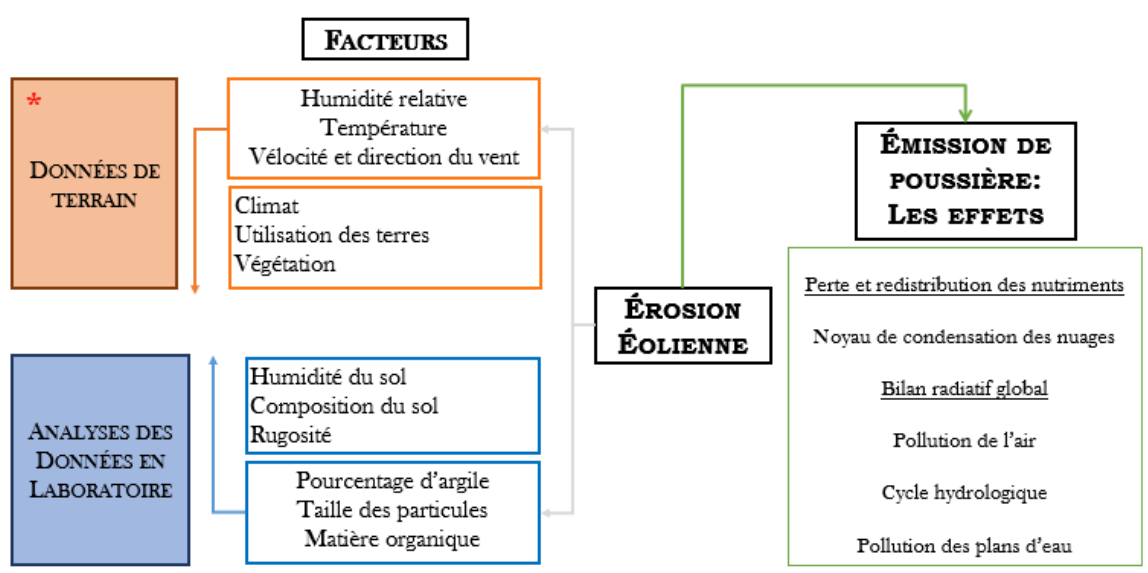 FACTEURS
*
DONNÉES DE
TERRAIN
Humidité relative
Température
Vélocité et direction du vent
Climat
Utilisation des terres
Végétation
ANALYSES DES
DONNÉES EN
LABORATOIRE
Humidité du sol
Composition du sol
Rugosité
Pourcentage d'argile
Taille des particules
Matière organique
ÉROSION
ÉOLIENNE
ÉMISSION DE
POUSSIÈRE:
LES EFFETS
Perte et redistribution des nutriments
Noyau de condensation des nuages
Bilan radiatif global
Pollution de l'air
Cycle hydrologique
Pollution des plans d'eau